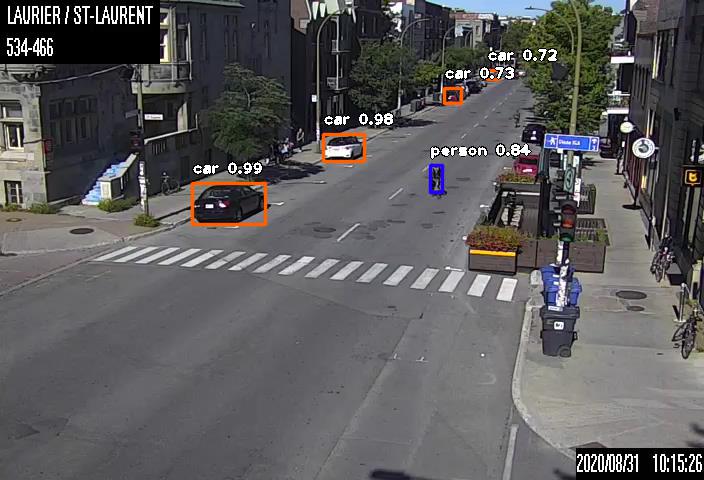 LAURIER / ST-LAURENT
534-466
car 0.72
car 0.73
car 0.98
person 0.84
car 0.99
2020/08/31 10:15:26